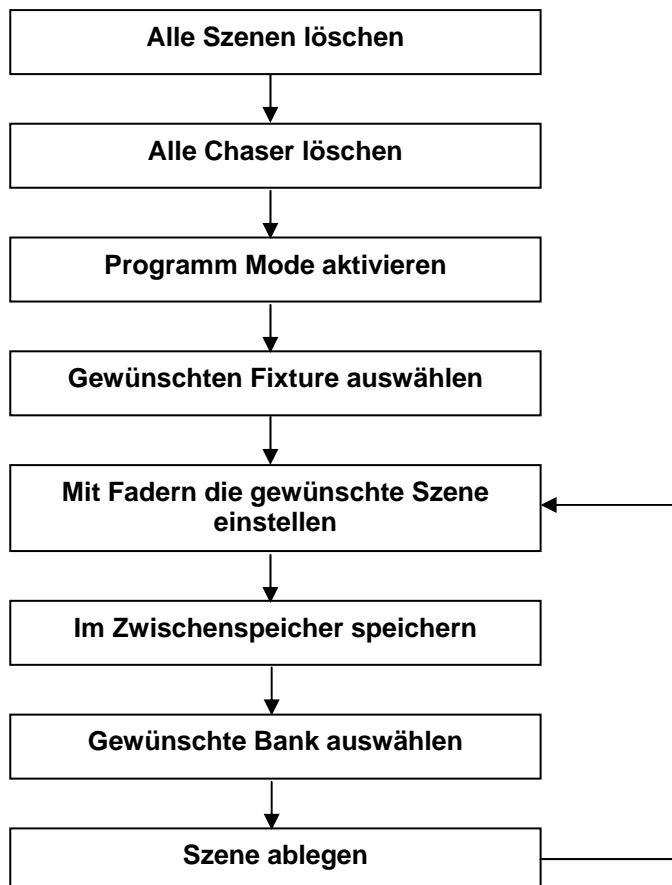 Alle Szenen löschen
Alle Chaser löschen
Programm Mode aktivieren
Gewünschten Fixture auswählen
Mit Fadern die gewünschte Szene
einstellen
Im Zwischenspeicher speichern
Gewünschte Bank auswählen
Szene ablegen